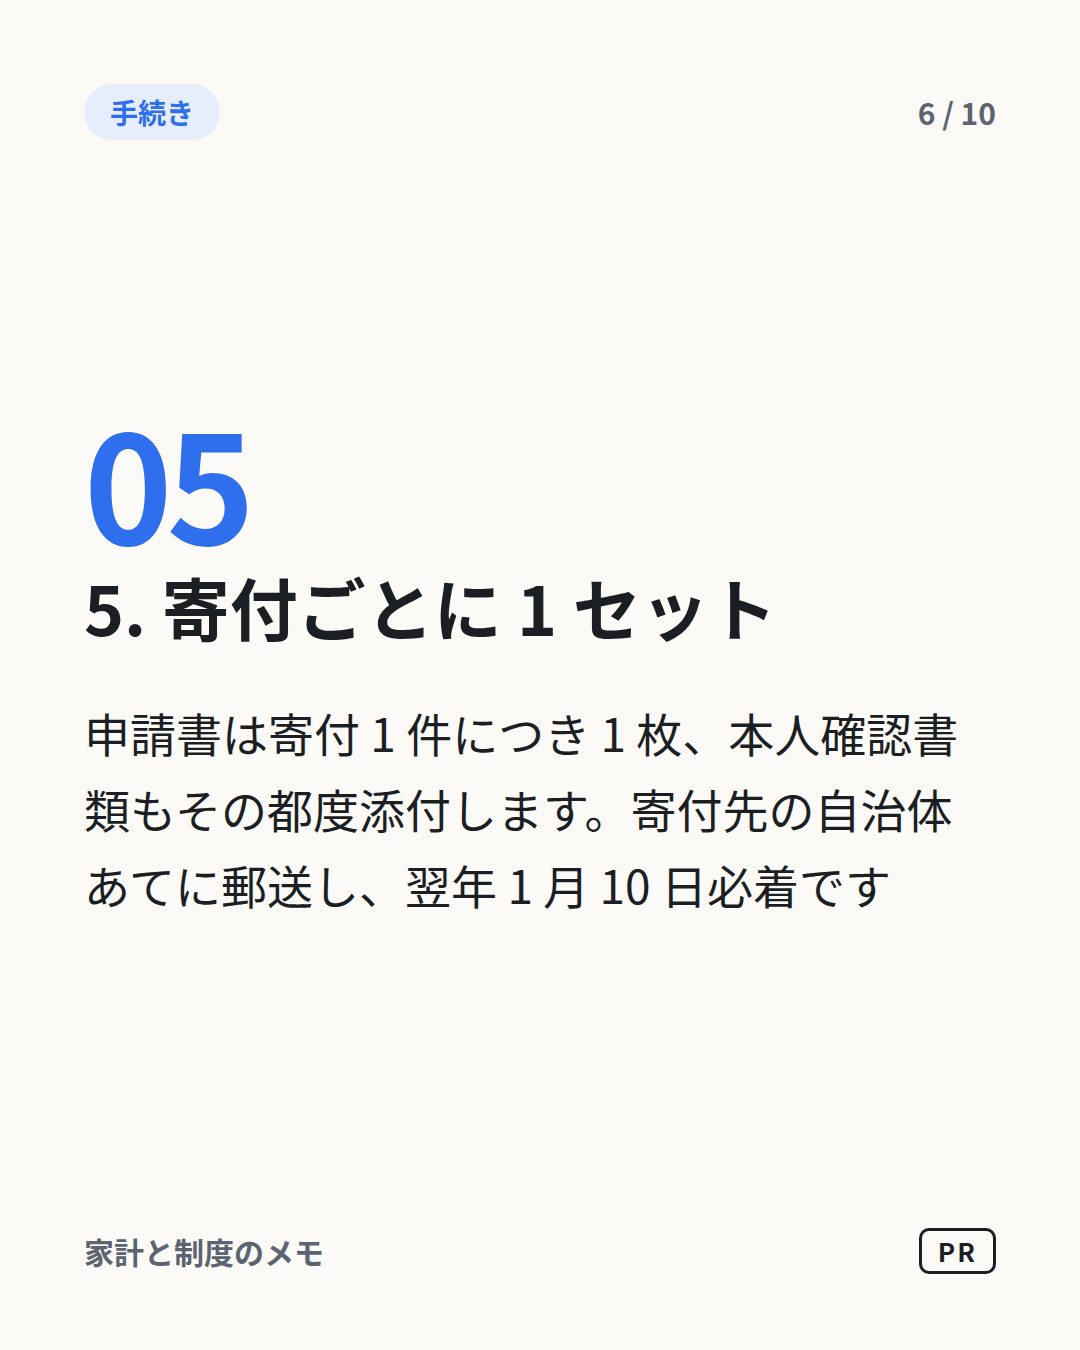 手続き
6 / 10
05
5. 寄付ごとに 1 セット
申請書は寄付 1 件につき 1 枚、本人確認書
類もその都度添付します。寄付先の自治体
あてに郵送し、翌年 1 月 10 日必着です
家計と制度のメモ
PR